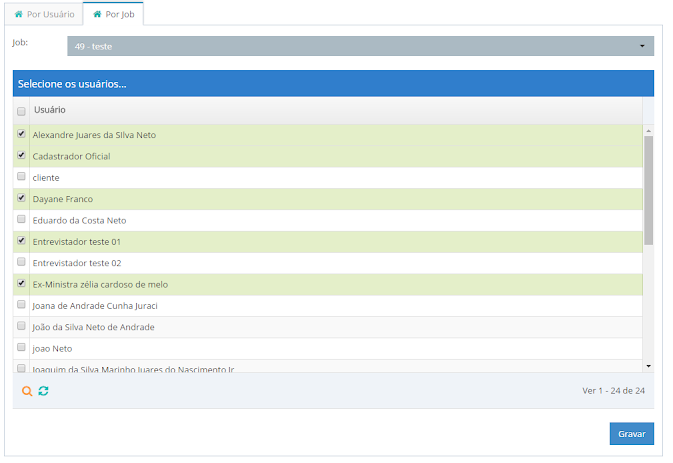 Por Usuário
Por Job
Job:
49 - teste
Selecione os usuários...
Usuário
Alexandre Juares da SIlva Neto
Cadastrador Oficial
cliente
Dayane Franco
Eduardo da Costa Neto
Entrevistador teste 01
Entrevistador teste 02
Ex-Ministra zélia cardoso de melo
Joana de Andrade Cunha Juraci
João da Silva Neto de Andrade
joao Neto
Joaquim da Silva Marinho Juares do Nascimento Jr
Ver 1 - 24 de 24
Gravar